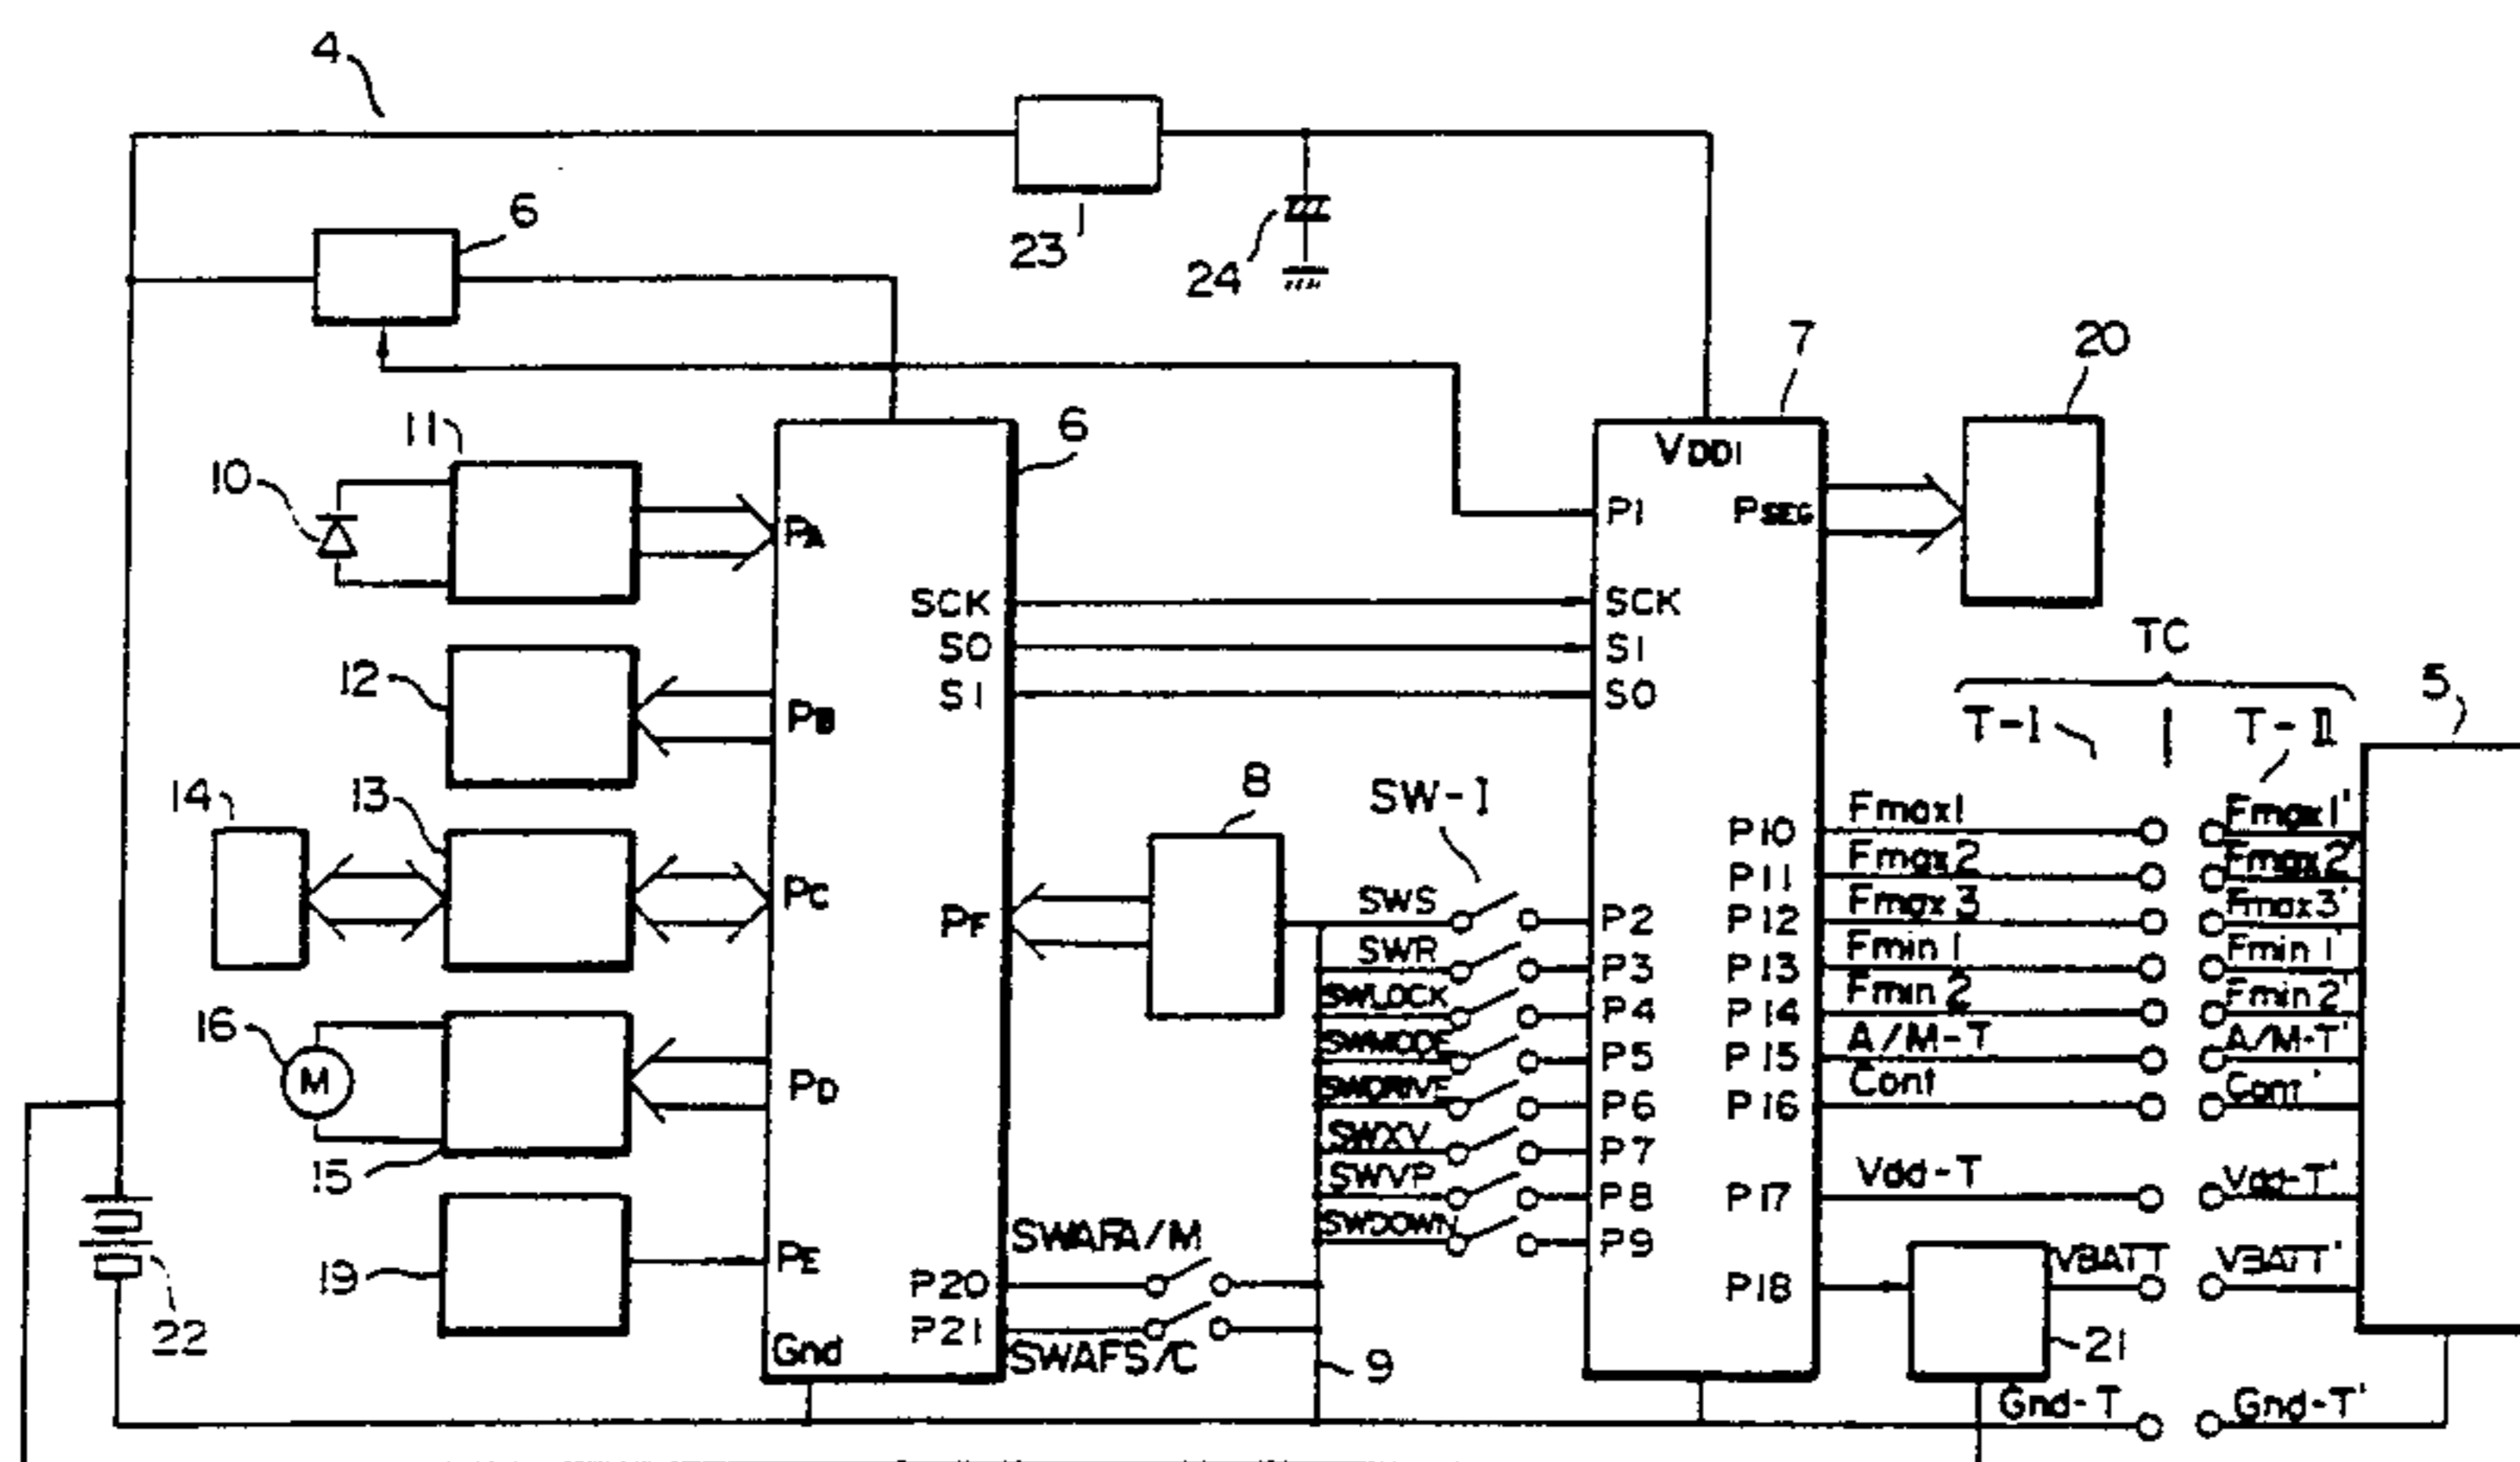 4
6
23
24
7
20
11
6
10
VDD1
P1
PSEG
PA
SCK
SCK
TC
SO
S1
12
5
PB
S1
SO
T-I
T-II
14
13
8
SW-1
Fmax1
Fmax1'
P10
Fmax2
Fmax2'
P11
PC
PF
SWS
P2
P12
Fmax3
Fmax3'
SWR
P3
P13
Fmin1
Fmin1'
SWLOCK
P4
P14
Fmin2
Fmin2'
16
SWMODE
P5
P15
A/M-T
A/M-T'
M
PD
SWDRIVE
P6
P16
Cont
Cont'
SWXV
P7
15
SWVP
P8
P17
Vdd-T
Vdd-T'
SWDOWN
P9
SWAFA/M
19
PE
P20
P18
VBATT
VBATT'
22
P21
21
Gnd
SWAFS/C
9
Gnd-T
Gnd-T'